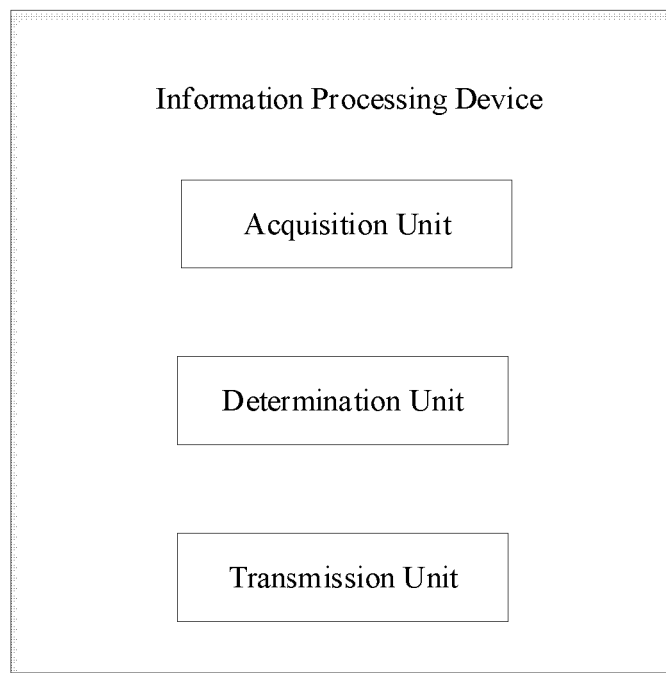 Information Processing Device
Acquisition Unit
Determination Unit
Transmission Unit